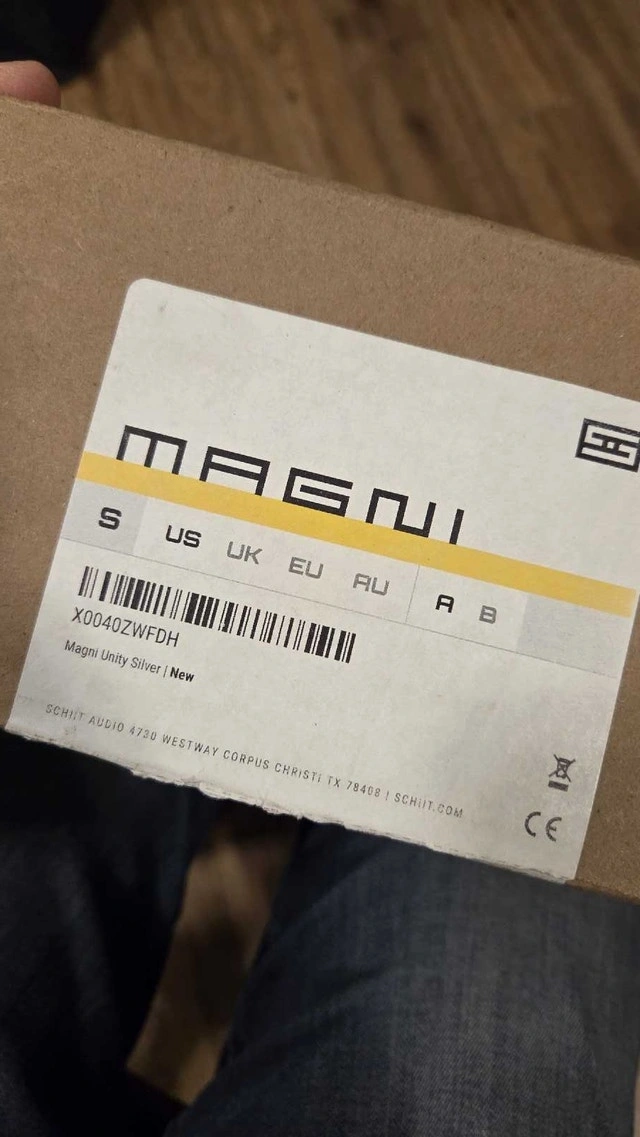 MAGNI
S US UK EU AU A B
X0040ZWFDH
Magni Unity Silver | New
SCHIIT AUDIO 4730 WESTWAY CORPUS CHRISTI TX 78408 | SCHIIT.COM
CE